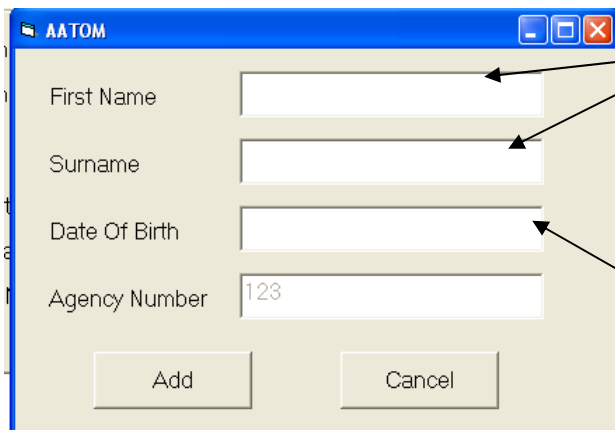 AATOM
First Name
Surname
Date Of Birth
Agency Number 123
Add Cancel